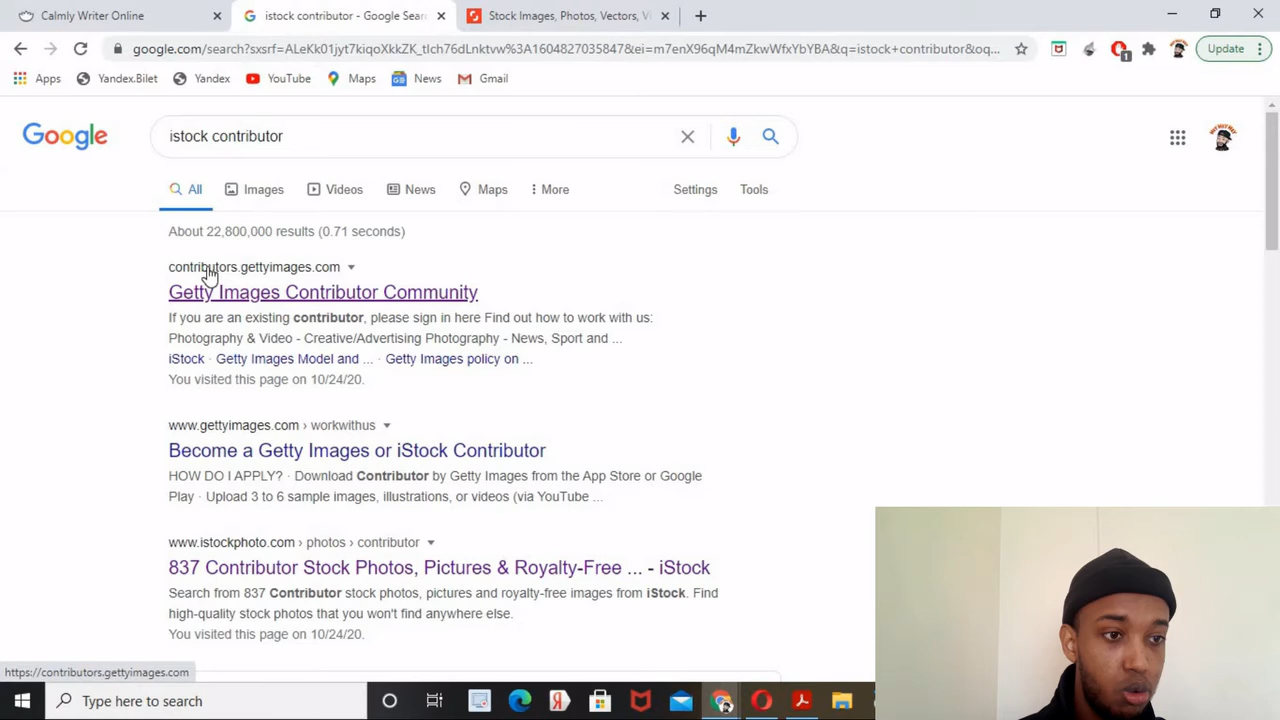 Calmly Writer Online
istock contributor - Google Sear
Stock Images, Photos, Vectors, V
google.com/search?sxsrf=ALeKk01jyt7kiqoXkkZK_tIch76dLnktvw%3A1604827035847&ei=m7enX96qM4mZkwWfxYbYBA&q=istock+contributor&oq...
1
Update
Apps
Yandex.Bilet
Yandex
YouTube
Maps
News
Gmail
Google
istock contributor
All
Images
Videos
News
Maps
More
Settings
Tools
About 22,800,000 results (0.71 seconds)
contributors.gettyimages.com
Getty Images Contributor Community
If you are an existing contributor, please sign in here Find out how to work with us:
Photography & Video - Creative/Advertising Photography - News, Sport and ...
iStock · Getty Images Model and ... · Getty Images policy on ...
You visited this page on 10/24/20.
www.gettyimages.com › workwithus
Become a Getty Images or iStock Contributor
HOW DO I APPLY? · Download Contributor by Getty Images from the App Store or Google
Play · Upload 3 to 6 sample images, illustrations, or videos (via YouTube ...
www.istockphoto.com › photos › contributor
837 Contributor Stock Photos, Pictures & Royalty-Free ... - iStock
Search from 837 Contributor stock photos, pictures and royalty-free images from iStock. Find
high-quality stock photos that you won't find anywhere else.
You visited this page on 10/24/20.
https://contributors.gettyimages.com
Type here to search